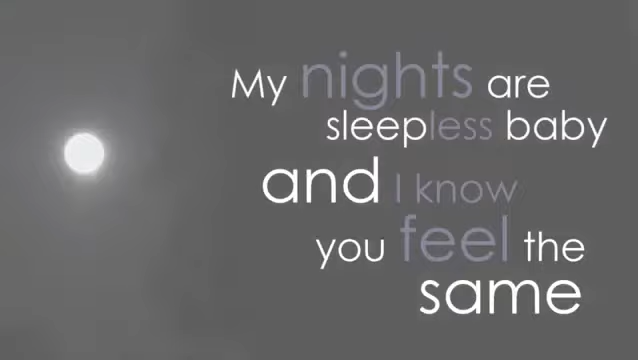 My nights are
sleepless baby
and I know
you feel the
same